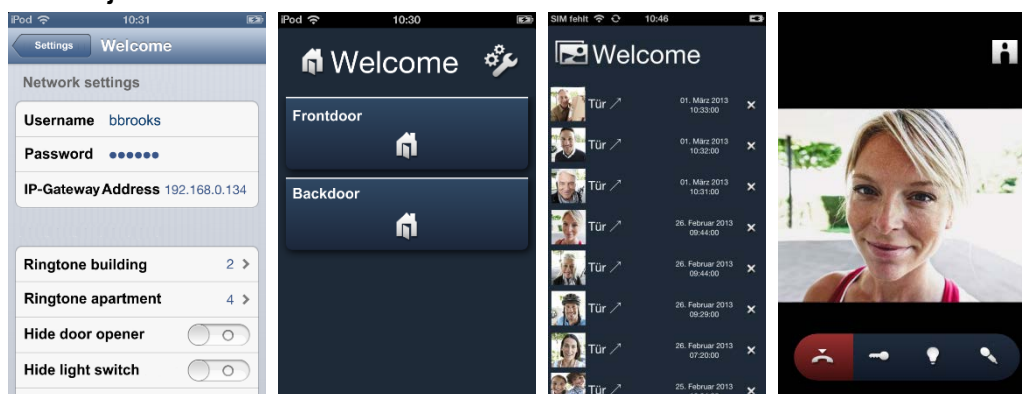 iPod 10:31
Settings Welcome
Network settings
Username bbrooks
Password ●●●●●●
IP-Gateway Address 192.168.0.134
Ringtone building 2 >
Ringtone apartment 4 >
Hide door opener
Hide light switch
iPod 10:30
Welcome
Frontdoor
Backdoor
SIM fehlt 10:46
Welcome
Tür 01. März 2013
10:33:00
Tür 01. März 2013
10:32:00
Tür 01. März 2013
10:31:00
Tür 26. Februar 2013
09:44:00
Tür 26. Februar 2013
09:44:00
Tür 26. Februar 2013
09:29:00
Tür 26. Februar 2013
07:20:00
Tür 25. Februar 2013